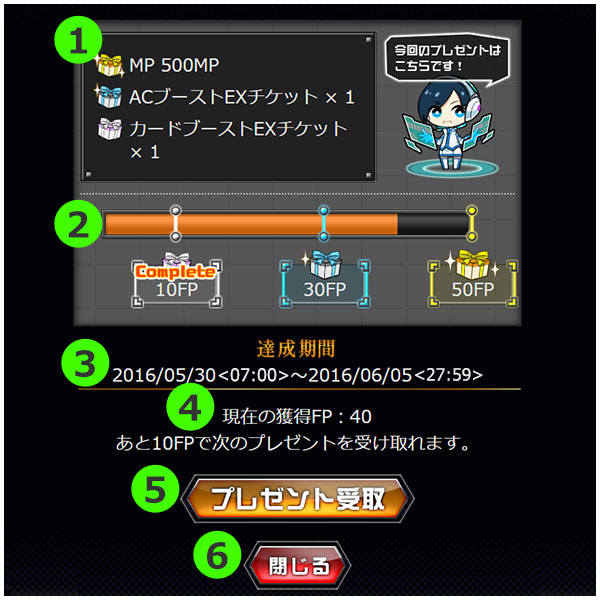 1
MP 500MP
ACブーストEXチケット × 1
カードブーストEXチケット
× 1
今回のプレゼントは
こちらです！
2
Complete
10FP
30FP
50FP
達成期間
3
2016/05/30<07:00>～2016/06/05<27:59>
4
現在の獲得FP：40
あと10FPで次のプレゼントを受け取れます。
5
プレゼント受取
6
閉じる